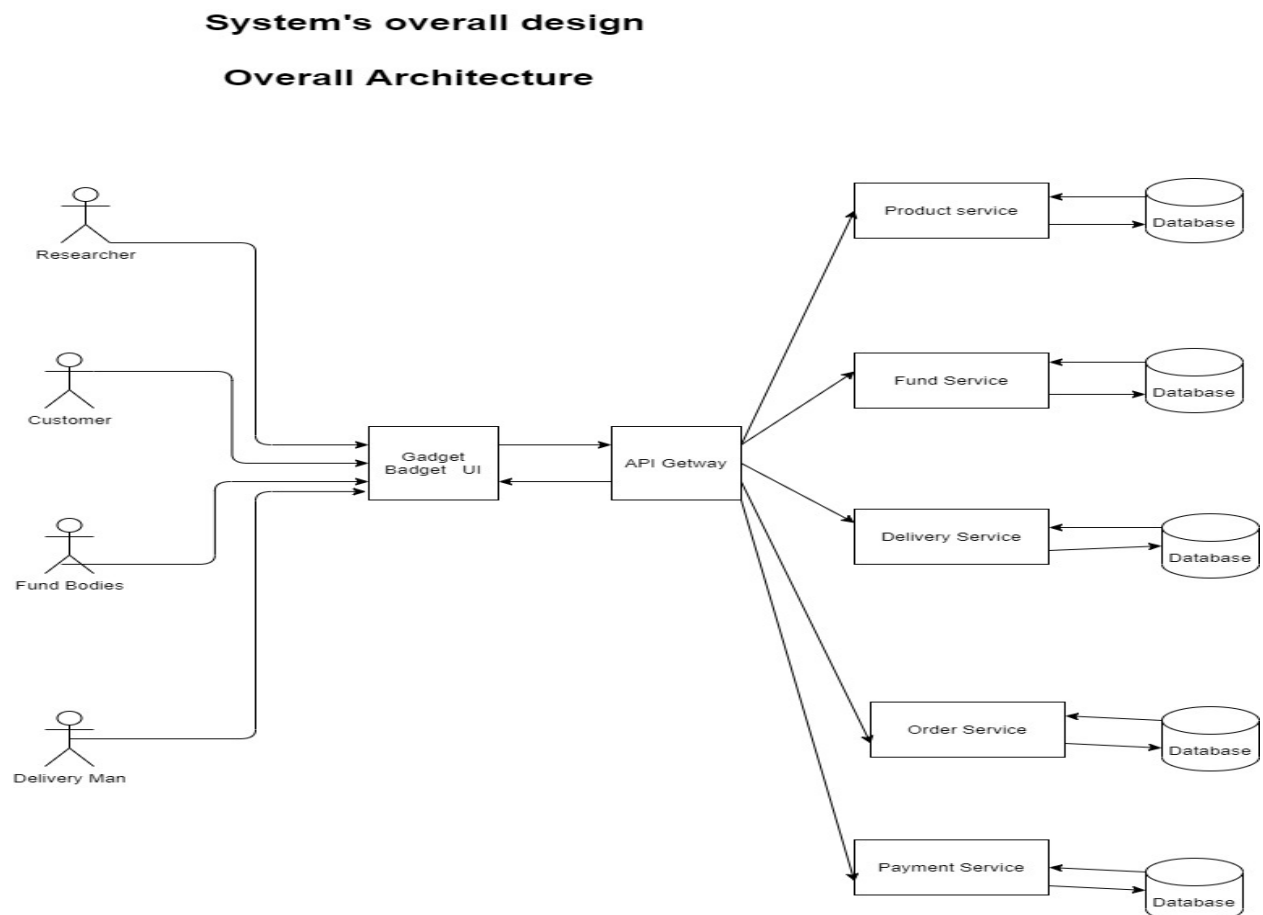 System's overall design
Overall Architecture
Researcher
Customer
Fund Bodies
Delivery Man
Gadget
Badget UI
API Getway
Product service
Database
Fund Service
Database
Delivery Service
Database
Order Service
Database
Payment Service
Database